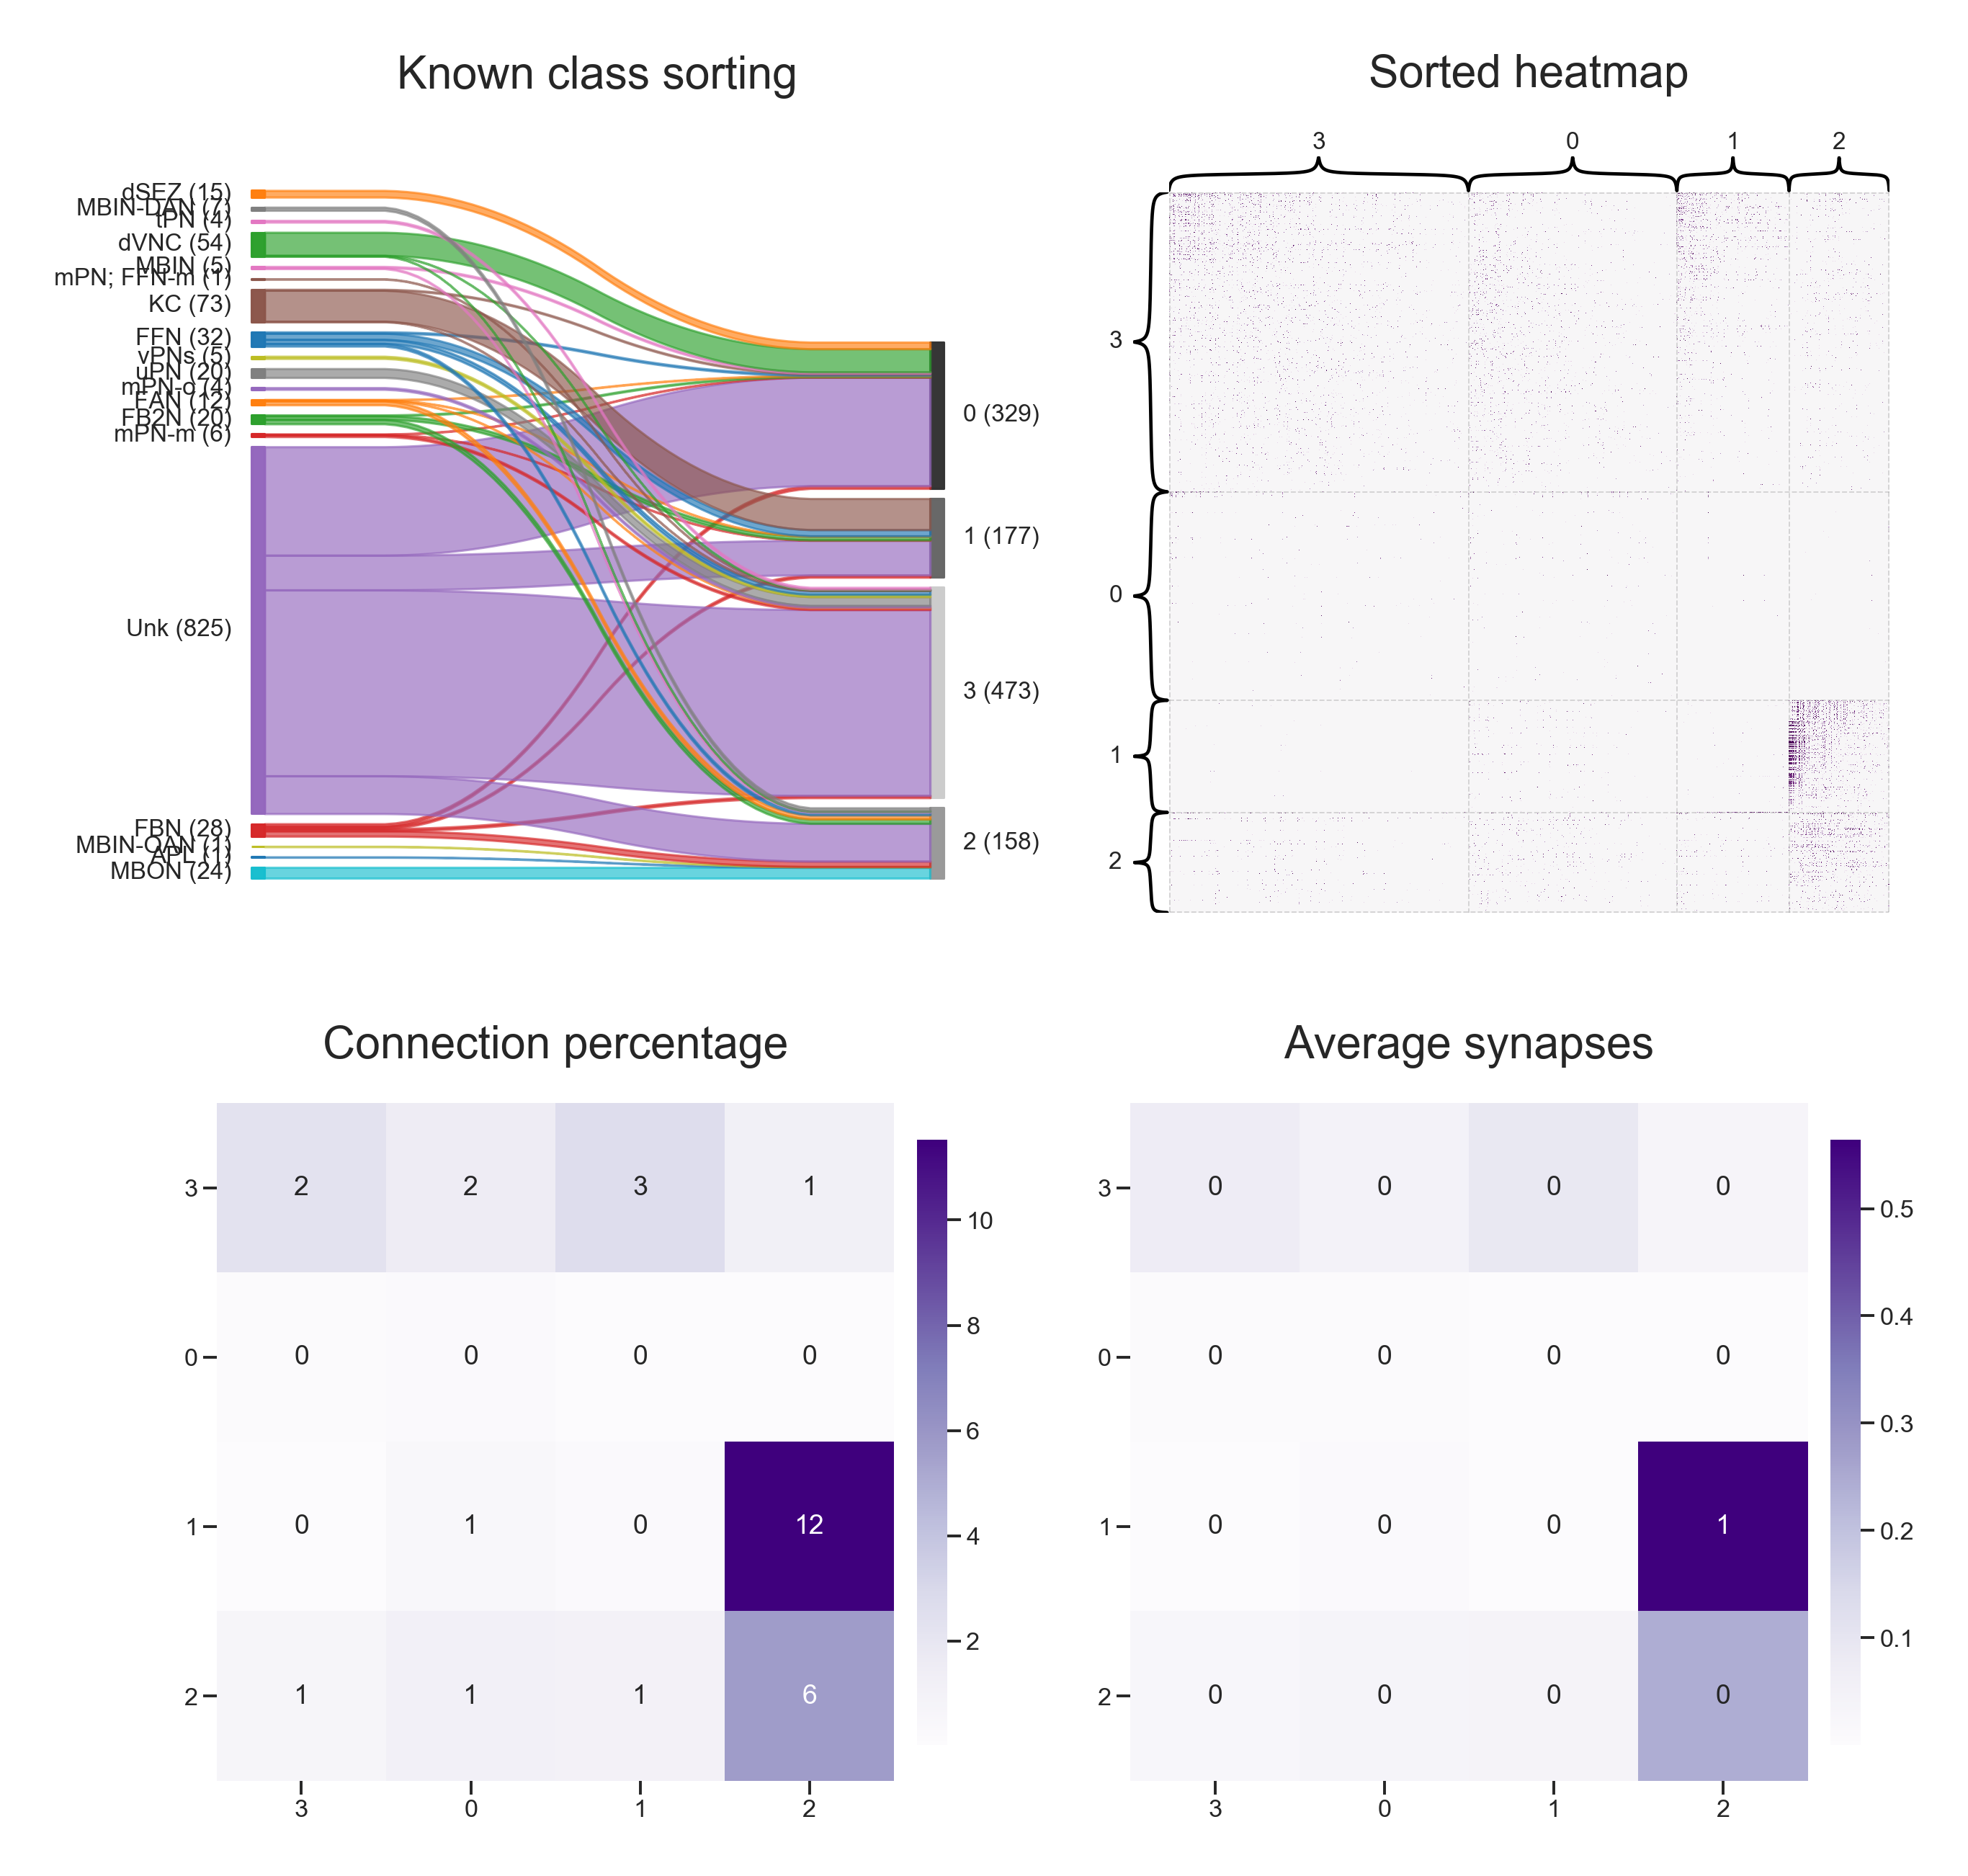 Known class sorting
dSEZ (15)
MBIN-DAN (7)
tPN (4)
dVNC (54)
MBIN (5)
mPN; FFN-m (1)
KC (73)
FFN (32)
vPNs (5)
uPN (20)
mPN-o (4)
FAN (12)
FB2N (20)
mPN-m (6)
Unk (825)
FBN (28)
MBIN-OAN (1)
APL (1)
MBON (24)
0 (329)
1 (177)
3 (473)
2 (158)
Sorted heatmap
3 0 1 2
3
0
1
2
Connection percentage
3 2 2 3 1
0 0 0 0 0
1 0 1 0 12
2 1 1 1 6
3 0 1 2
10
8
6
4
2
Average synapses
3 0 0 0 0
0 0 0 0 0
1 0 0 0 1
2 0 0 0 0
3 0 1 2
0.5
0.4
0.3
0.2
0.1